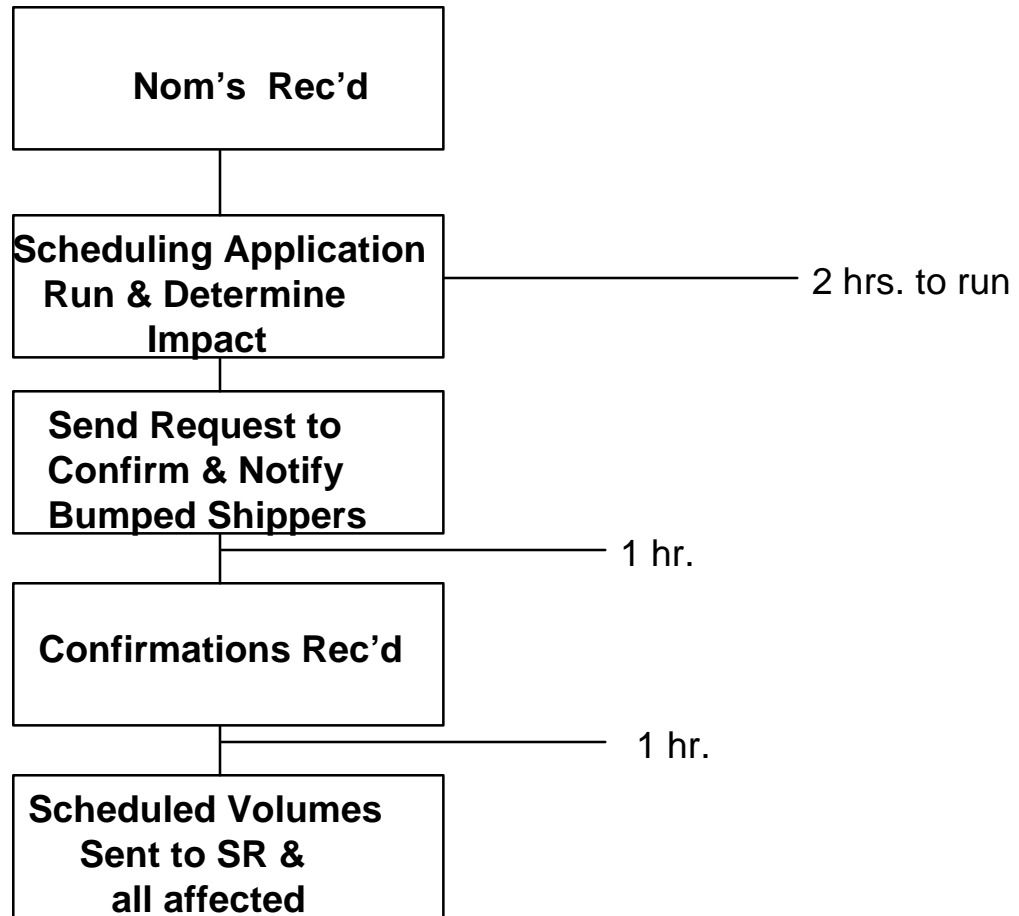 Nom’s Rec’d
Scheduling Application
Run & Determine
Impact
2 hrs. to run
Send Request to
Confirm & Notify
Bumped Shippers
1 hr.
Confirmations Rec’d
1 hr.
Scheduled Volumes
Sent to SR &
all affected